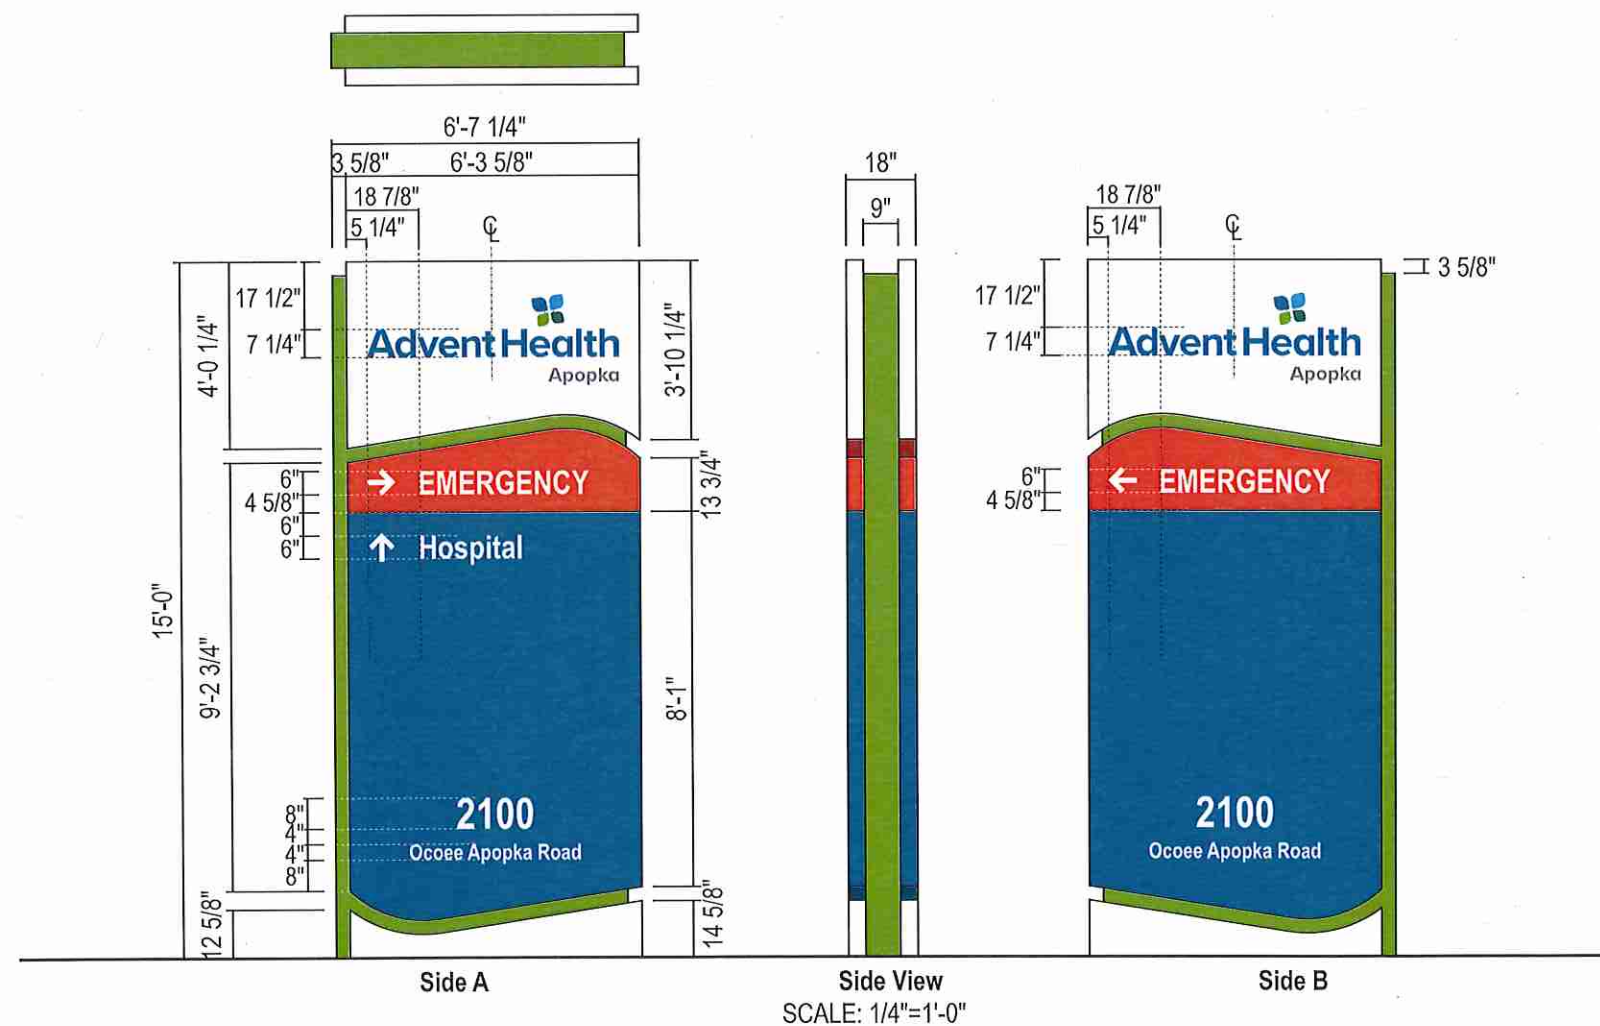 6'-7 1/4"
3 5/8" 6'-3 5/8"
18 7/8"
5 1/4"
℄
18"
9"
18 7/8"
5 1/4"
℄
3 5/8"
15'-0"
4'-0 1/4"
17 1/2"
7 1/4"
AdventHealth
Apopka
3'-10 1/4"
9'-2 3/4"
6"
4 5/8"
6"
6"
→ EMERGENCY
↑ Hospital
13 3/4"
8'-1"
8"
4"
4"
8"
2100
Ocoee Apopka Road
12 5/8"
14 5/8"
17 1/2"
7 1/4"
AdventHealth
Apopka
6"
4 5/8"
← EMERGENCY
2100
Ocoee Apopka Road
Side A
Side View
SCALE: 1/4"=1'-0"
Side B